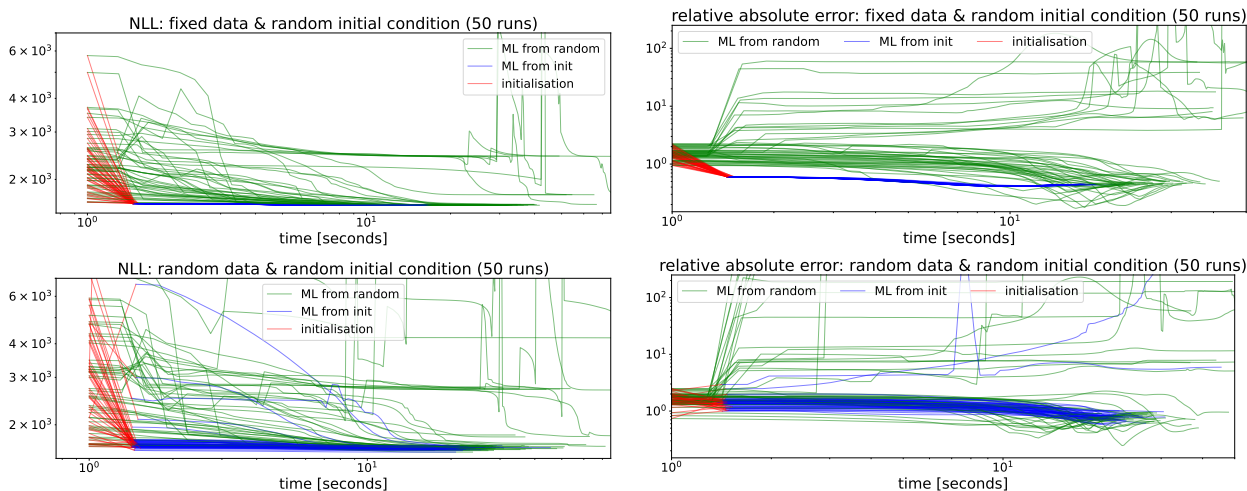 NLL: fixed data & random initial condition (50 runs)
6 × 10³
4 × 10³
3 × 10³
2 × 10³
ML from random
ML from init
initialisation
10⁰
10¹
time [seconds]
relative absolute error: fixed data & random initial condition (50 runs)
10²
10¹
10⁰
ML from random
ML from init
initialisation
10⁰
10¹
time [seconds]
NLL: random data & random initial condition (50 runs)
6 × 10³
4 × 10³
3 × 10³
2 × 10³
ML from random
ML from init
initialisation
10⁰
10¹
time [seconds]
relative absolute error: random data & random initial condition (50 runs)
10²
10¹
10⁰
ML from random
ML from init
initialisation
10⁰
10¹
time [seconds]